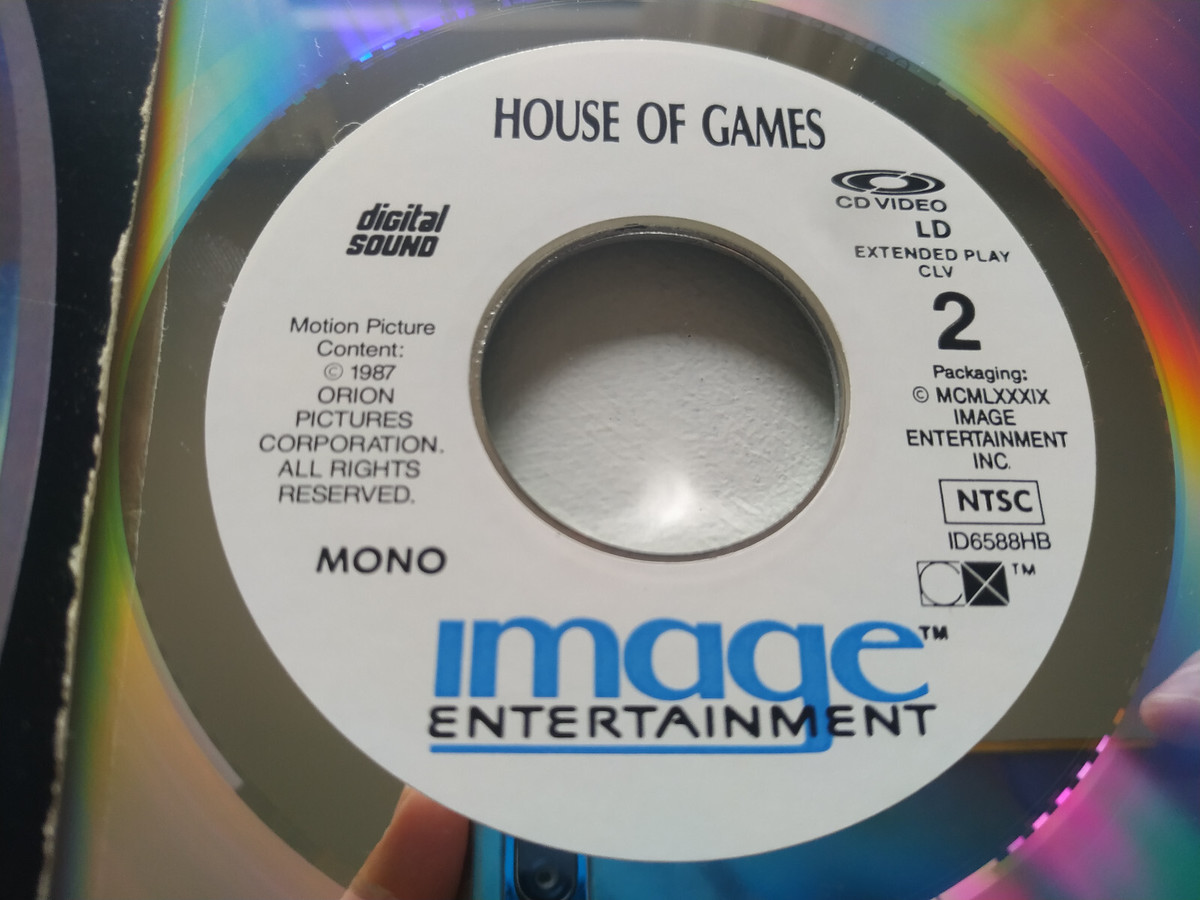 HOUSE OF GAMES
digital
SOUND
CD VIDEO
LD
EXTENDED PLAY
CLV
2
Motion Picture
Content:
© 1987
ORION
PICTURES
CORPORATION.
ALL RIGHTS
RESERVED.
MONO
Packaging:
© MCMLXXXIX
IMAGE
ENTERTAINMENT
INC.
NTSC
ID6588HB
CX™
image™
ENTERTAINMENT